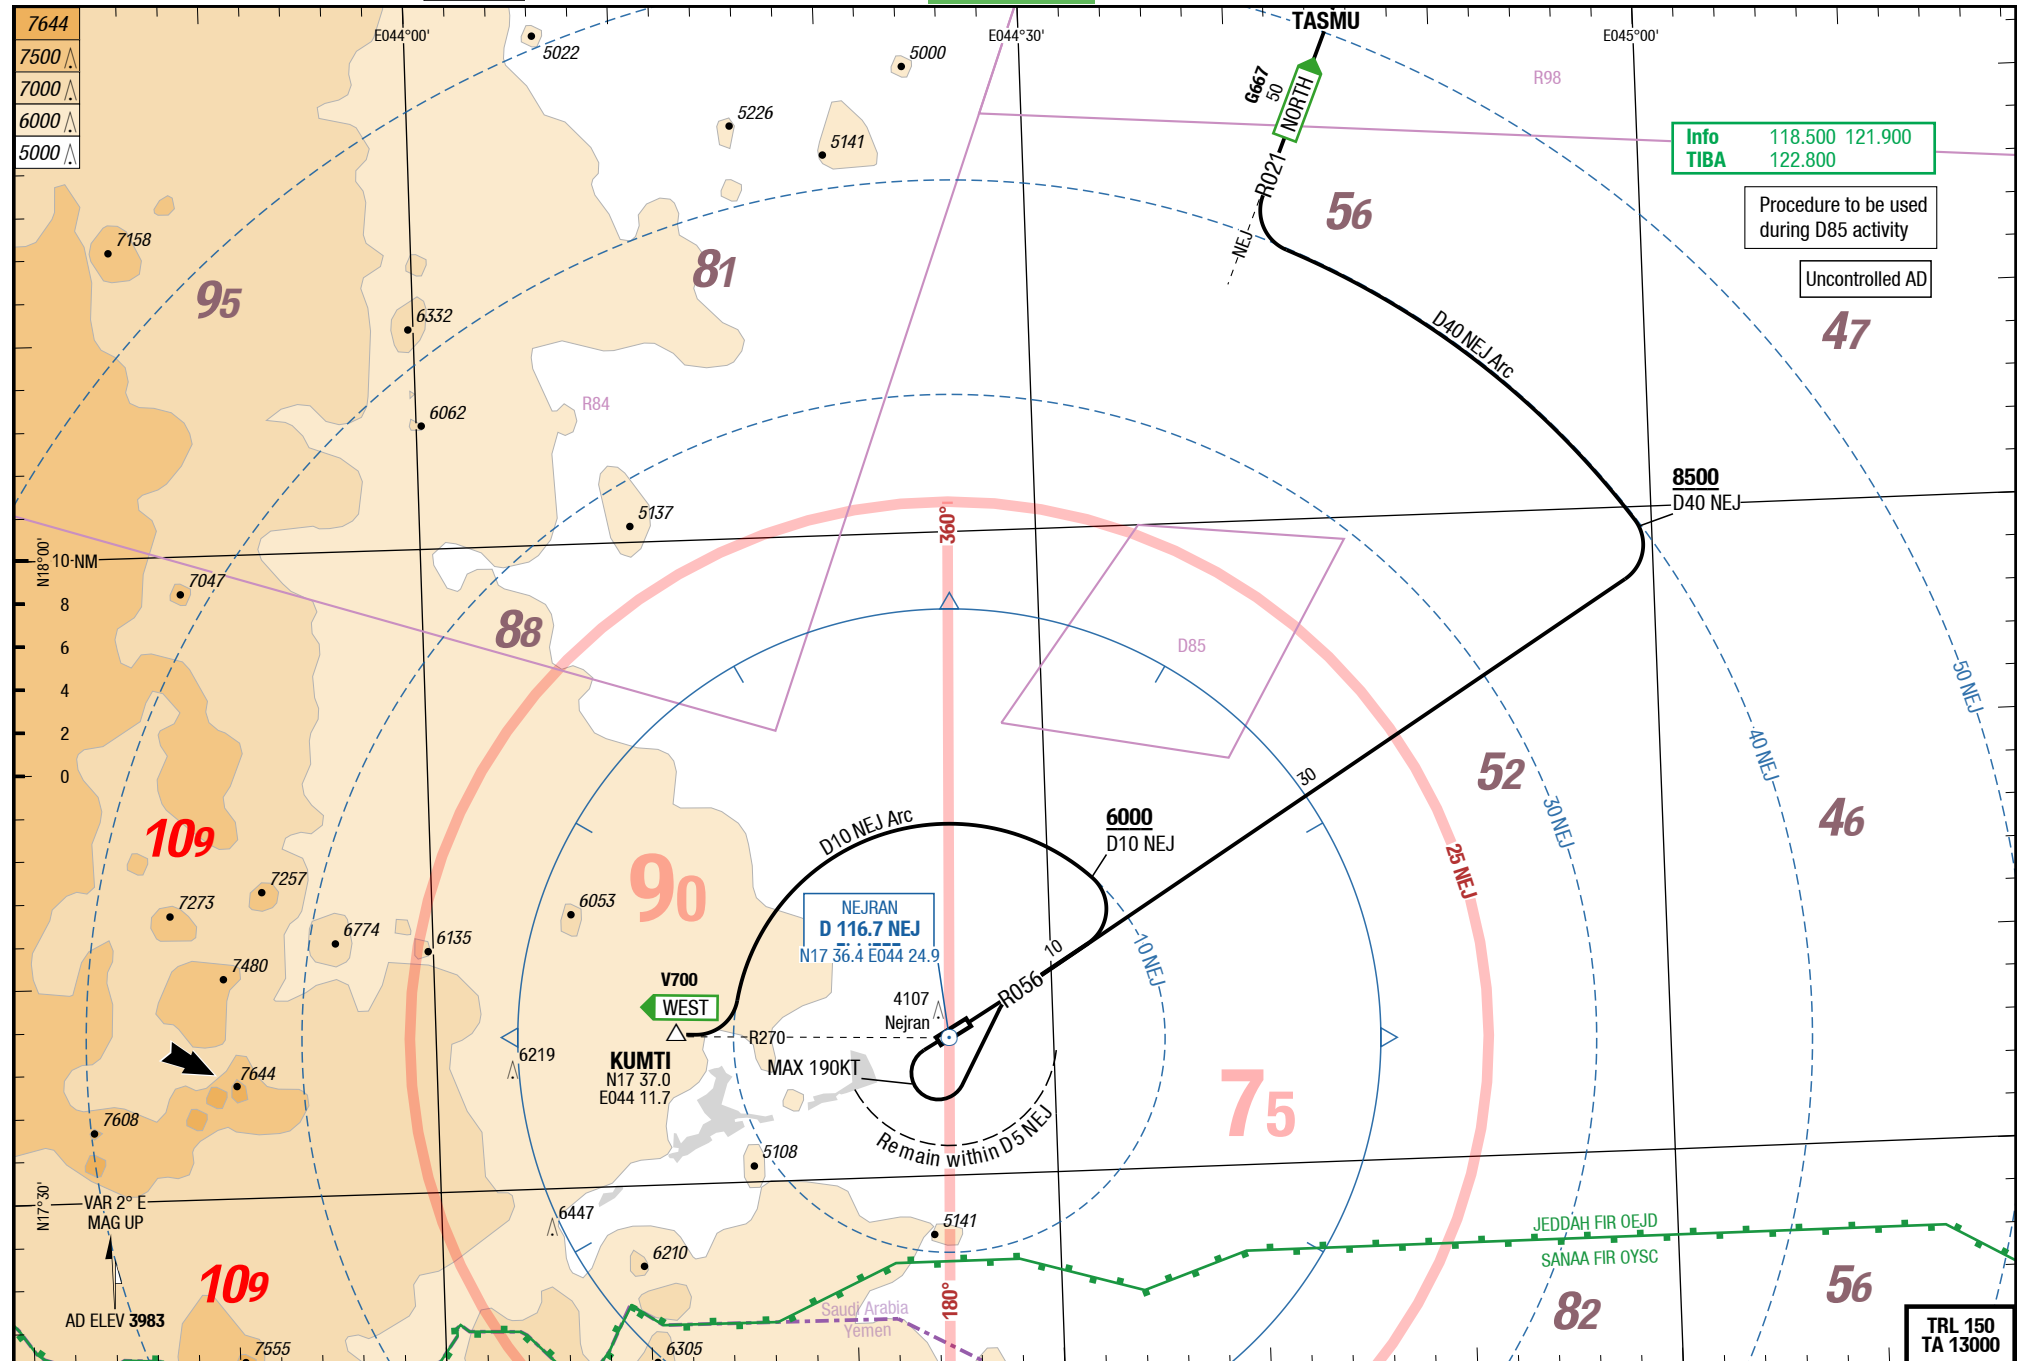 7644
7500
7000
6000
5000
E044°00'
E044°30'
E045°00'
TASMU
5022
5000
5226
5141
G667
50
NORTH
R021
NEJ
R98
Info 118.500 121.900
TIBA 122.800
Procedure to be used
during D85 activity
Uncontrolled AD
7158
95
81
56
47
6332
6062
R84
D40 NEJ Arc
8500
D40 NEJ
5137
360°
N18°00'
10 NM
8
6
4
2
0
7047
88
D85
50 NEJ
40 NEJ
30 NEJ
25 NEJ
10 NEJ
52
46
30
109
D10 NEJ Arc
6000
D10 NEJ
90
7257
7273
6774
6135
6053
7480
NEJRAN
D 116.7 NEJ
N17 36.4 E044 24.9
10
R056
V700
WEST
4107
Nejran
R270
KUMTI
N17 37.0
E044 11.7
MAX 190KT
6219
7644
7608
75
Remain within D5 NEJ
5108
N17°30'
VAR 2° E
MAG UP
6447
6210
5141
JEDDAH FIR OEJD
SANAA FIR OYSC
109
AD ELEV 3983
180°
Saudi Arabia
Yemen
82
56
7555
6305
TRL 150
TA 13000